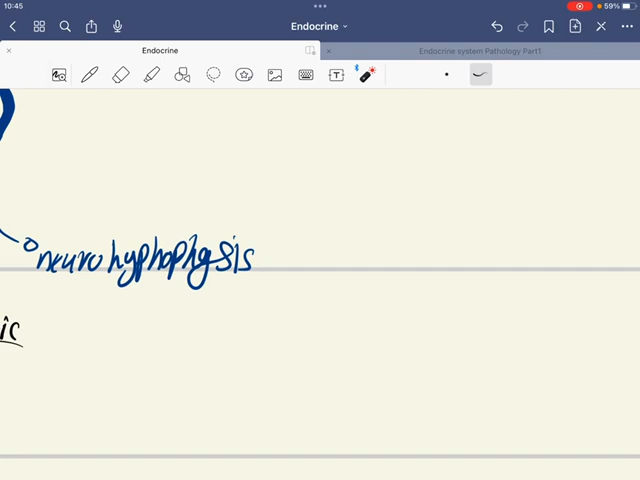 10:45
59%
Endocrine
Endocrine
Endocrine system Pathology Part1
neurohyphophysis
ic